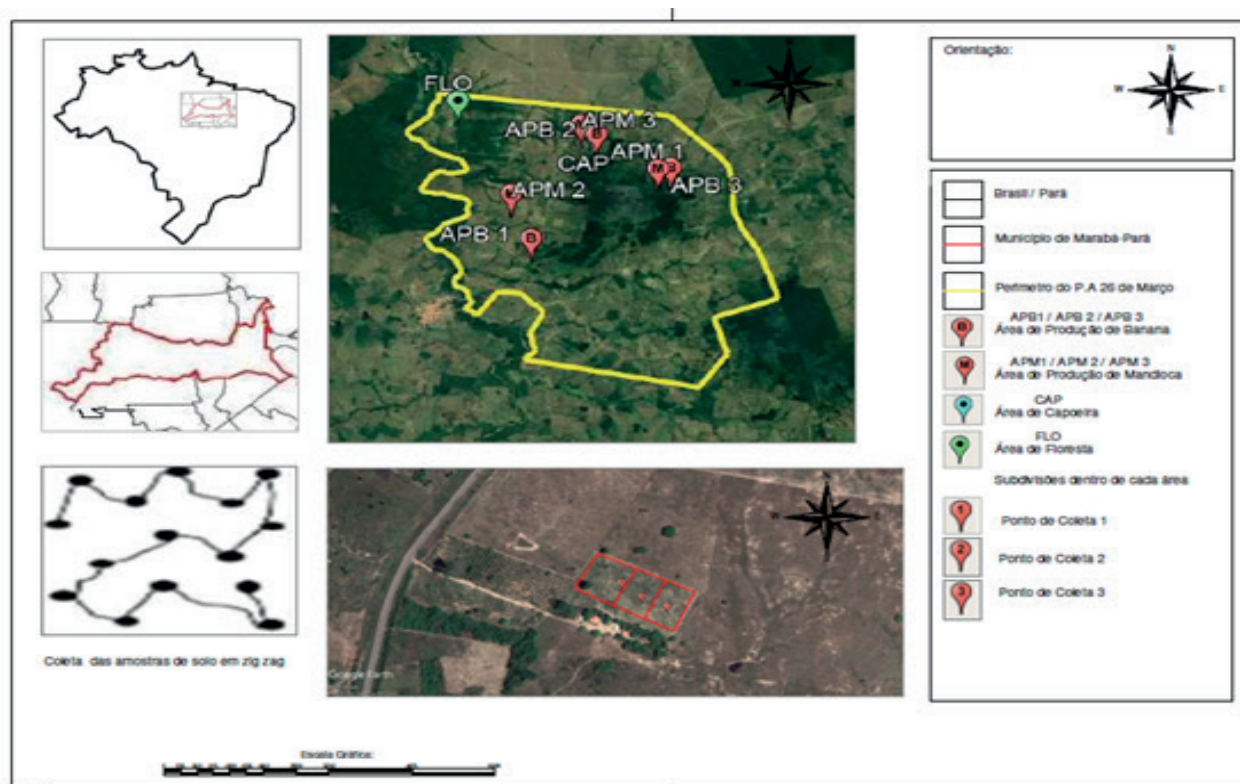 FLO
APB 2
APM 3
CAP
APM 1
APB 3
APM 2
APB 1
B
M
B
Coleta das amostras de solo em zig zag
Google Earth
Escala Gráfica:
Orientação:
N
W
E
S
Brasil / Pará
Município de Marabá-Pará
Perímetro do P.A 26 de Março
B
APB1 / APB 2 / APB 3
Área de Produção de Banana
M
APM1 / APM 2 / APM 3
Área de Produção de Mandioca
CAP
Área de Capoeira
FLO
Área de Floresta
Subdivisões dentro de cada área
1
Ponto de Coleta 1
2
Ponto de Coleta 2
3
Ponto de Coleta 3